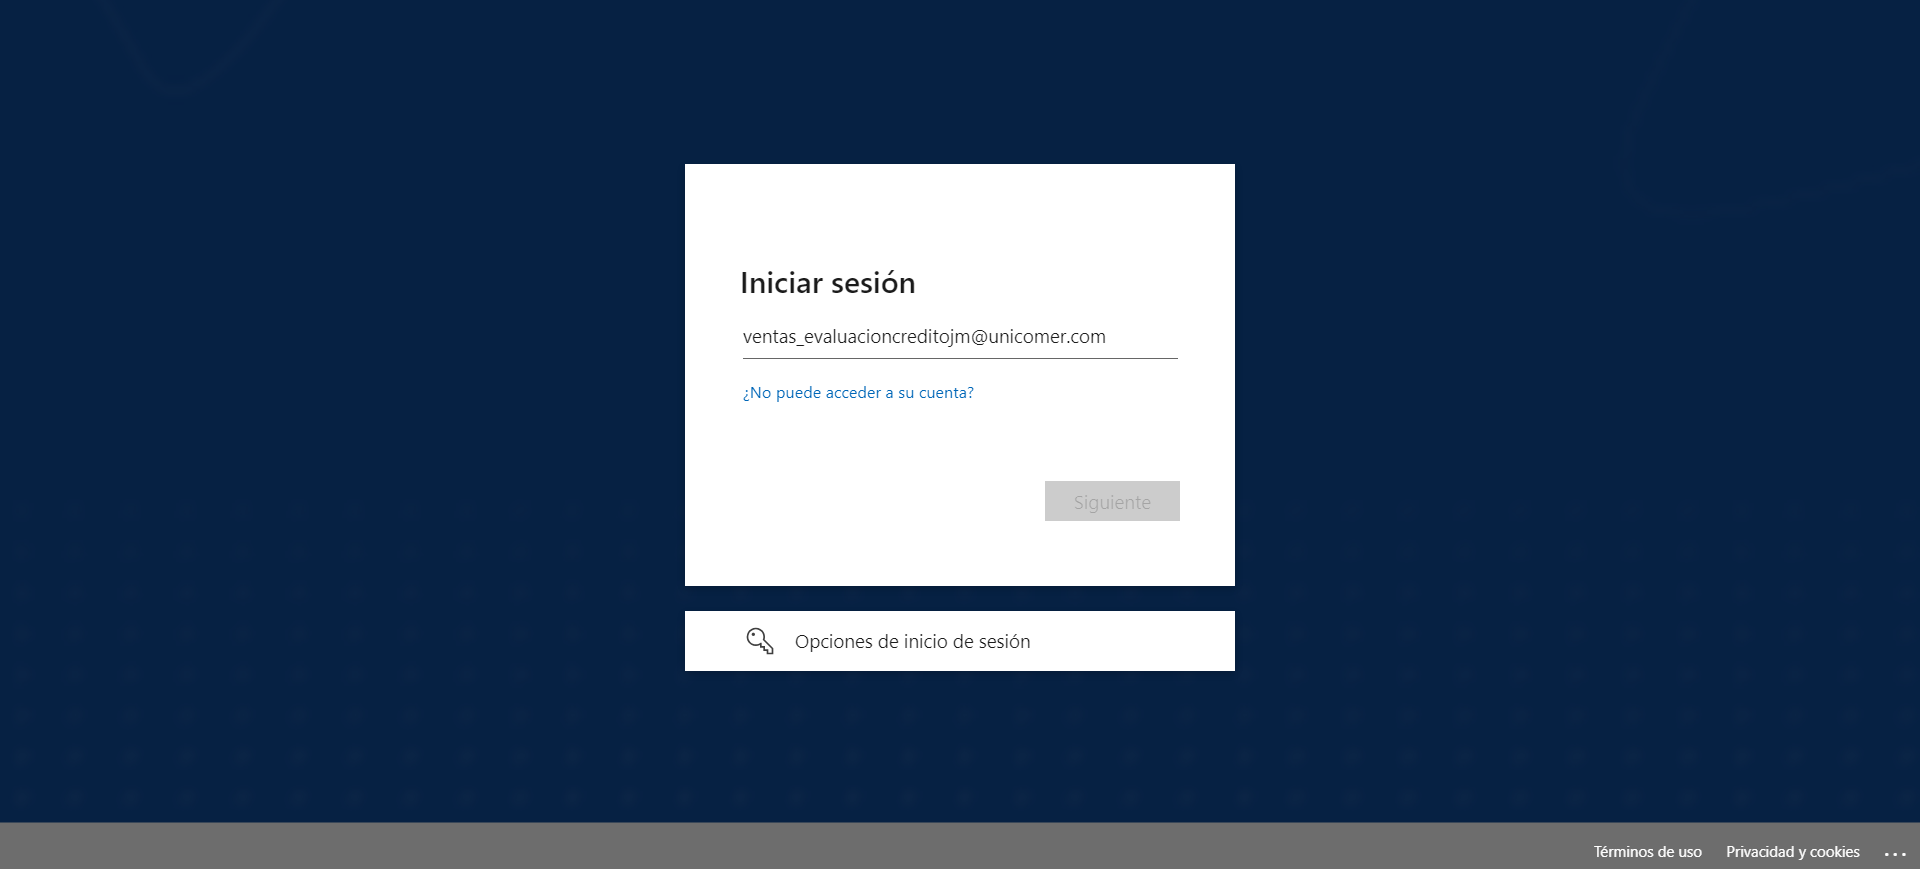 Iniciar sesión
ventas_evaluacioncreditojm@unicomer.com
¿No puede acceder a su cuenta?
Siguiente
Opciones de inicio de sesión
Términos de uso Privacidad y cookies ...